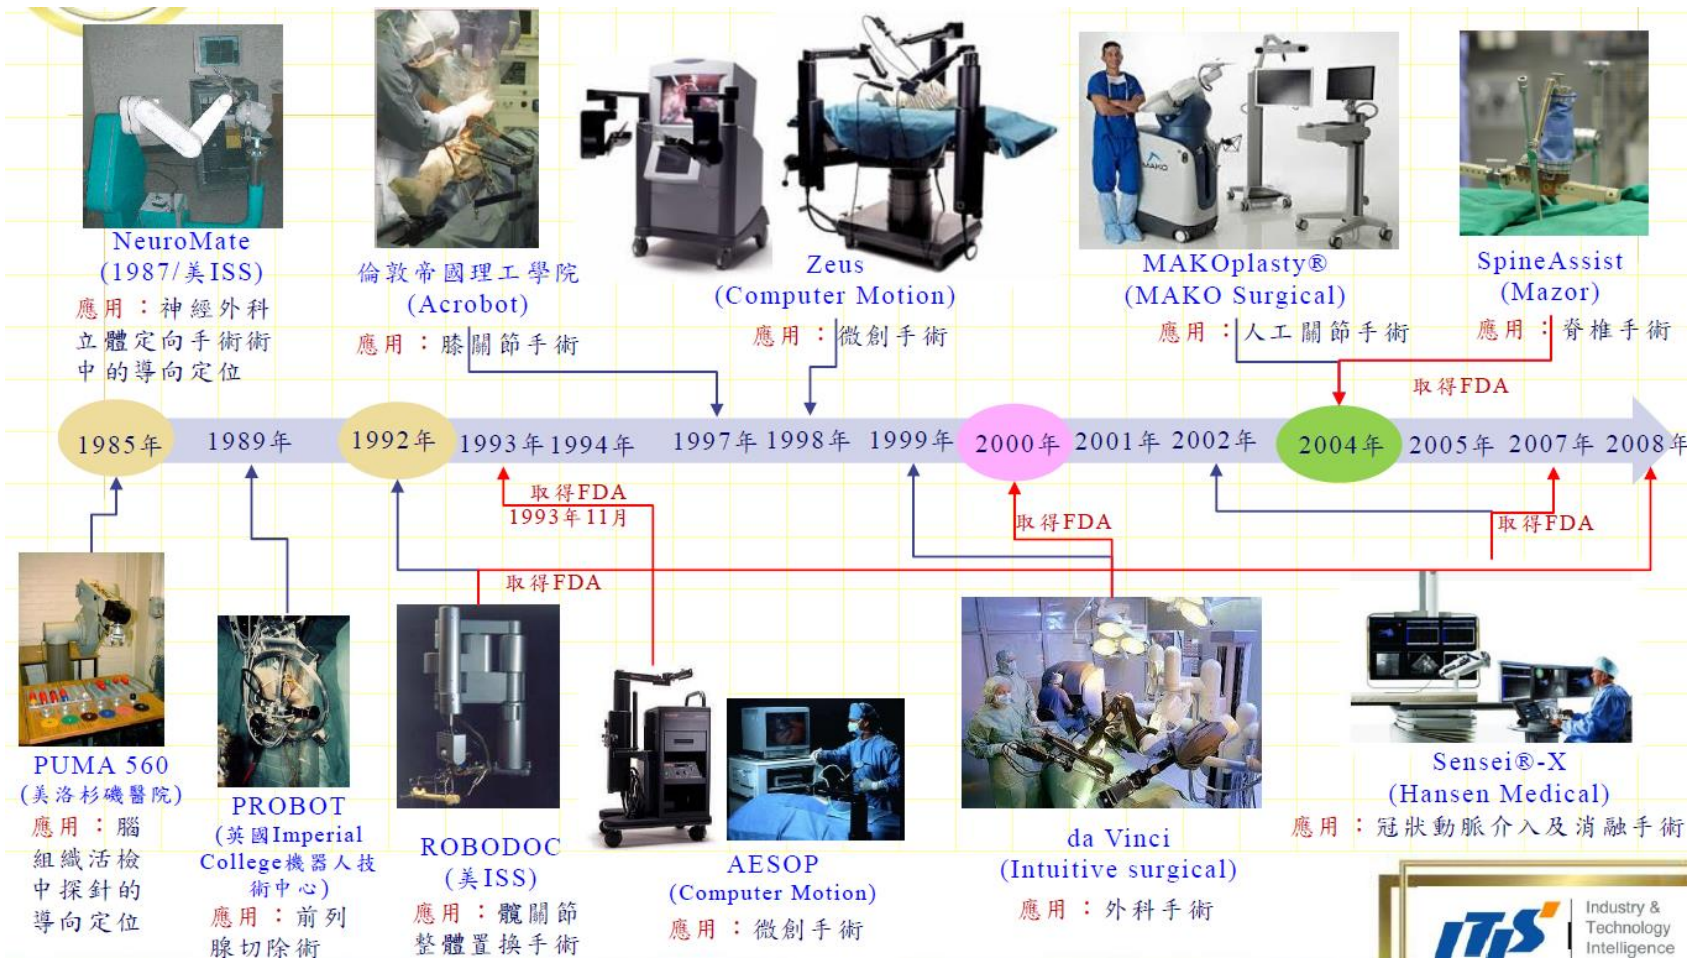 NeuroMate
(1987/美ISS)
應用：神經外科
立體定向手術術
中的導向定位
倫敦帝國理工學院
(Acrobot)
應用：膝關節手術
Zeus
(Computer Motion)
應用：微創手術
MAKO
MAKOplasty®
(MAKO Surgical)
應用：人工關節手術
SpineAssist
(Mazor)
應用：脊椎手術
取得FDA
1985年
1989年
1992年
1993年
1994年
1997年
1998年
1999年
2000年
2001年
2002年
2004年
2005年
2007年
2008年
取得FDA
1993年11月
取得FDA
取得FDA
取得FDA
PUMA 560
(美洛杉磯醫院)
應用：腦
組織活檢
中探針的
導向定位
PROBOT
(英國Imperial
College機器人技
術中心)
應用：前列
腺切除術
ROBODOC
(美ISS)
應用：髖關節
整體置換手術
AESOP
(Computer Motion)
應用：微創手術
da Vinci
(Intuitive surgical)
應用：外科手術
Sensei®-X
(Hansen Medical)
應用：冠狀動脈介入及消融手術
ITIS
Industry &
Technology
Intelligence